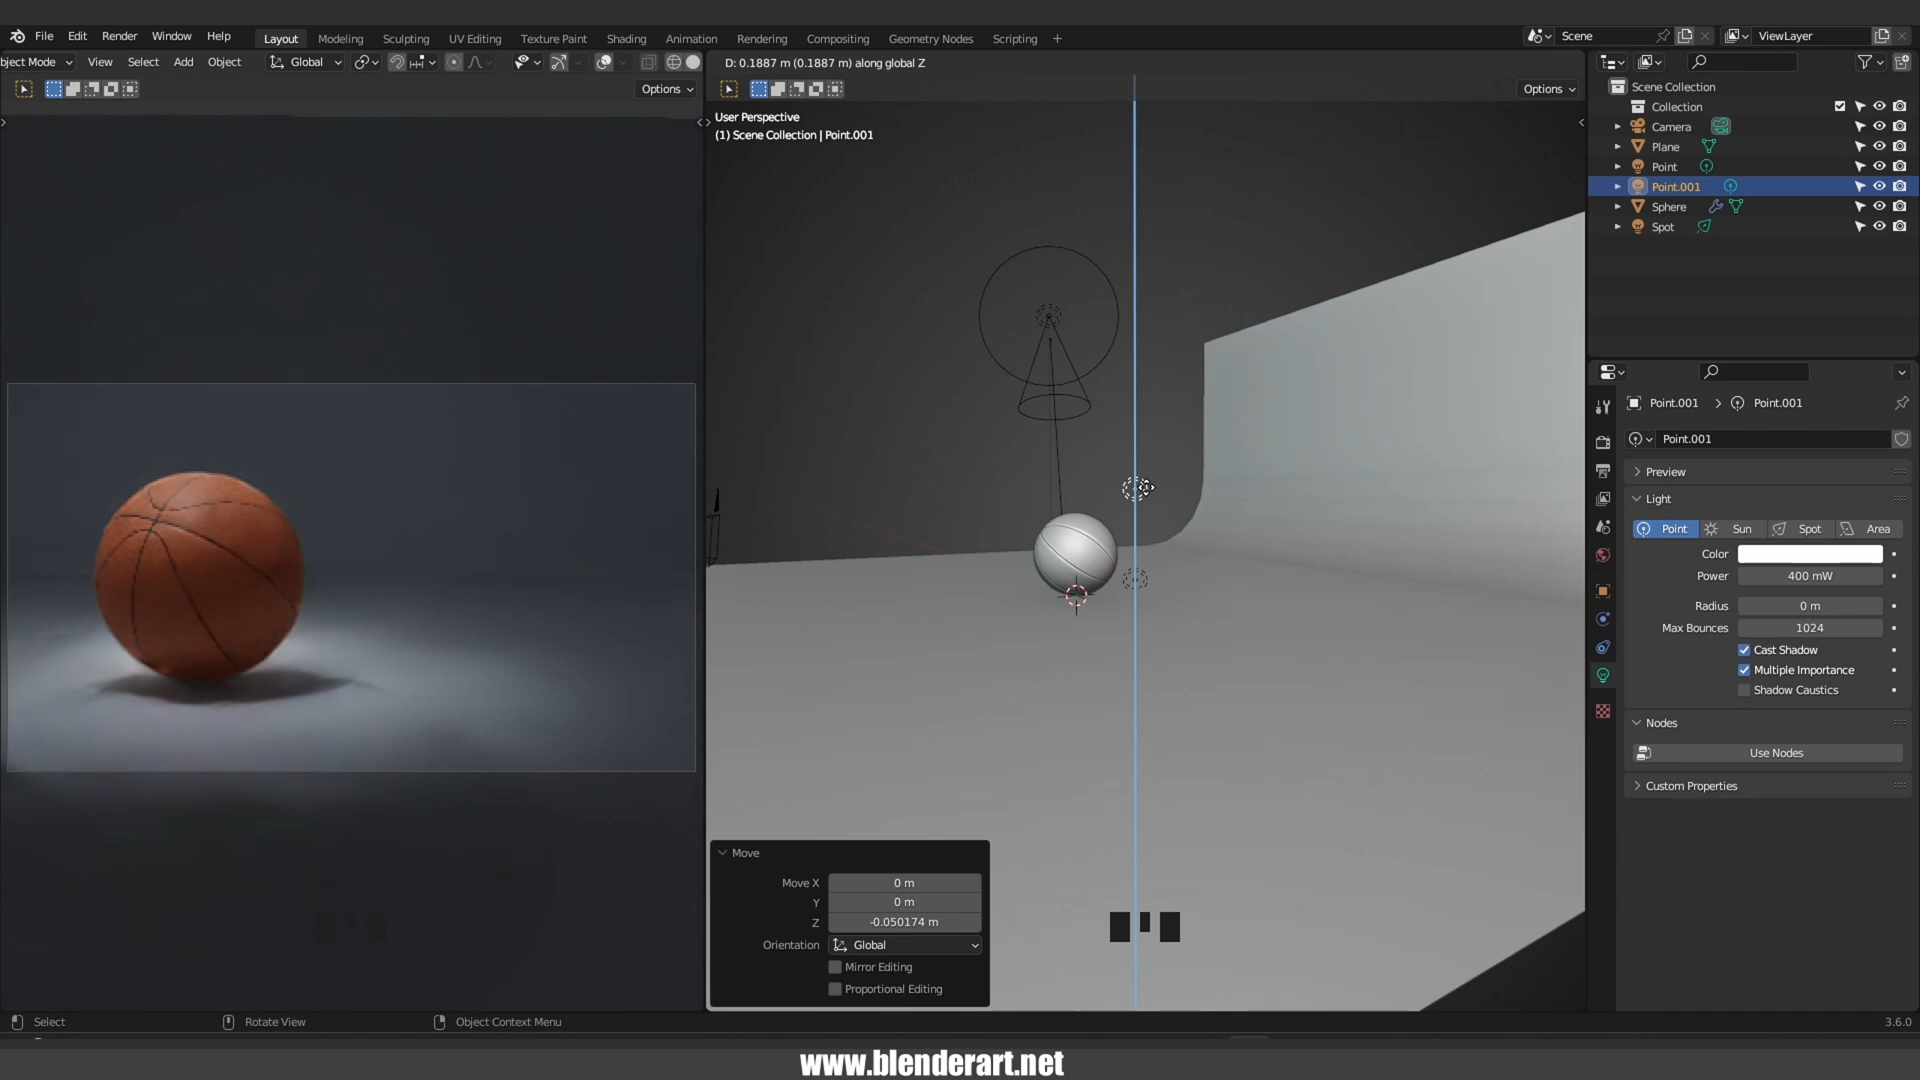 File Edit Render Window Help Layout Modeling Sculpting UV Editing Texture Paint Shading Animation Rendering Compositing Geometry Nodes Scripting + Scene ViewLayer
bject Mode View Select Add Object Global
D: 0.1887 m (0.1887 m) along global Z
Options
Options
User Perspective
(1) Scene Collection | Point.001
Scene Collection
Collection
Camera
Plane
Point
Point.001
Sphere
Spot
Point.001 > Point.001
Point.001
Preview
Light
Point Sun Spot Area
Color
Power 400 mW
Radius 0 m
Max Bounces 1024
Cast Shadow
Multiple Importance
Shadow Caustics
Nodes
Use Nodes
Custom Properties
Move
Move X 0 m
Y 0 m
Z -0.050174 m
Orientation Global
Mirror Editing
Proportional Editing
Select Rotate View Object Context Menu 3.6.0
www.blenderart.net